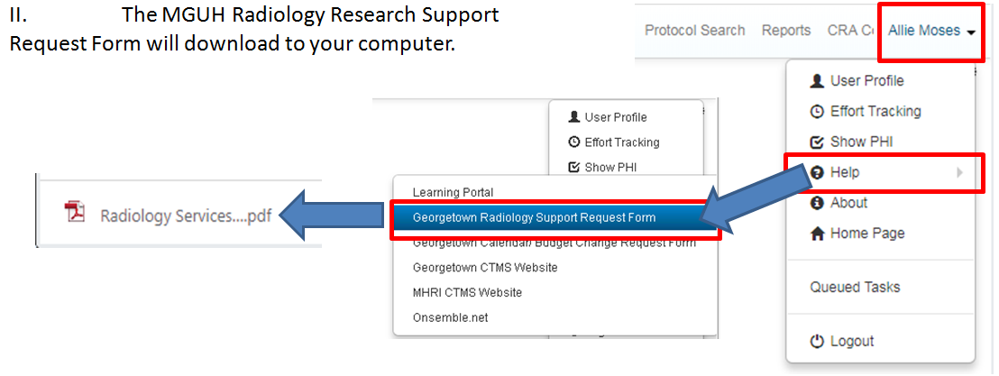 II. The MGUH Radiology Research Support
Request Form will download to your computer.
Protocol Search Reports CRA Allie Moses
User Profile
Effort Tracking
Show PHI
Help
About
Home Page
Queued Tasks
Logout
User Profile
Effort Tracking
Show PHI
Learning Portal
Georgetown Radiology Support Request Form
Georgetown Calendar/ Budget Change Request Form
Georgetown CTMS Website
MHRI CTMS Website
Onsemble.net
Radiology Services....pdf